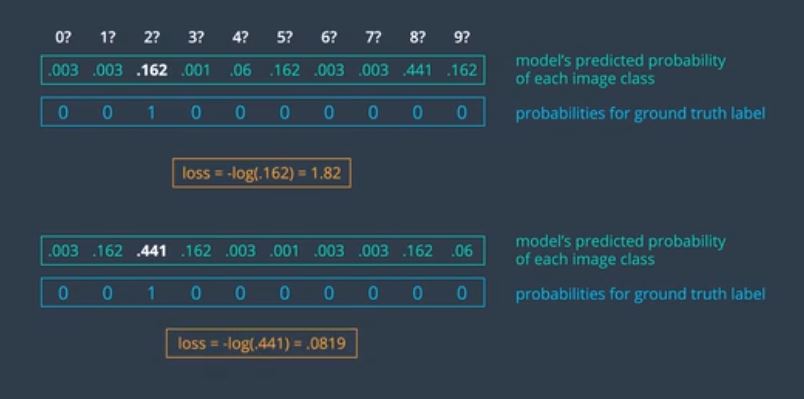 0? 1? 2? 3? 4? 5? 6? 7? 8? 9?
.003 .003 .162 .001 .06 .162 .003 .003 .441 .162
model's predicted probability
of each image class
0 0 1 0 0 0 0 0 0 0
probabilities for ground truth label
loss = -log(.162) = 1.82
.003 .162 .441 .162 .003 .001 .003 .003 .162 .06
model's predicted probability
of each image class
0 0 1 0 0 0 0 0 0 0
probabilities for ground truth label
loss = -log(.441) = .0819